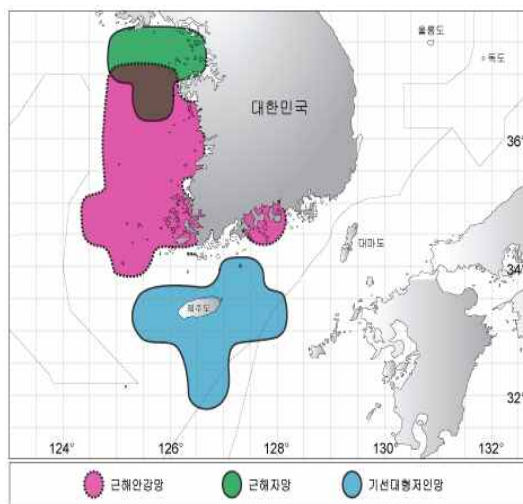 울릉도
독도
대한민국
36°
대마도
34°
제주도
32°
124°
126°
128°
130°
132°
근해안강망
근해자망
기선대형저인망